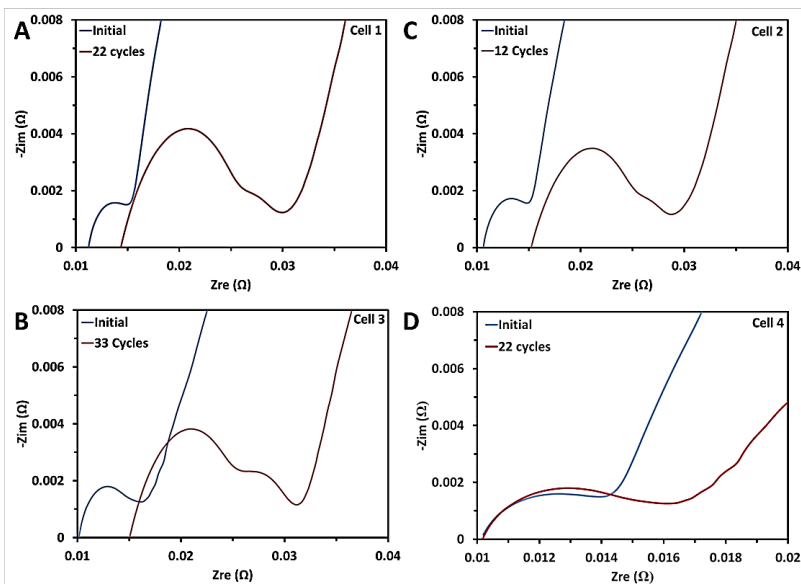 A
Initial
22 cycles
Cell 1
0.008
0.006
0.004
0.002
0
0.01
0.02
0.03
0.04
-Zim (Ω)
Zre (Ω)
C
Initial
12 Cycles
Cell 2
0.008
0.006
0.004
0.002
0
0.01
0.02
0.03
0.04
-Zim (Ω)
Zre (Ω)
B
Initial
33 Cycles
Cell 3
0.008
0.006
0.004
0.002
0
0.01
0.02
0.03
0.04
-Zim (Ω)
Zre (Ω)
D
Initial
22 cycles
Cell 4
0.008
0.006
0.004
0.002
0
0.01
0.012
0.014
0.016
0.018
0.02
-Zim (Ω)
Zre (Ω)